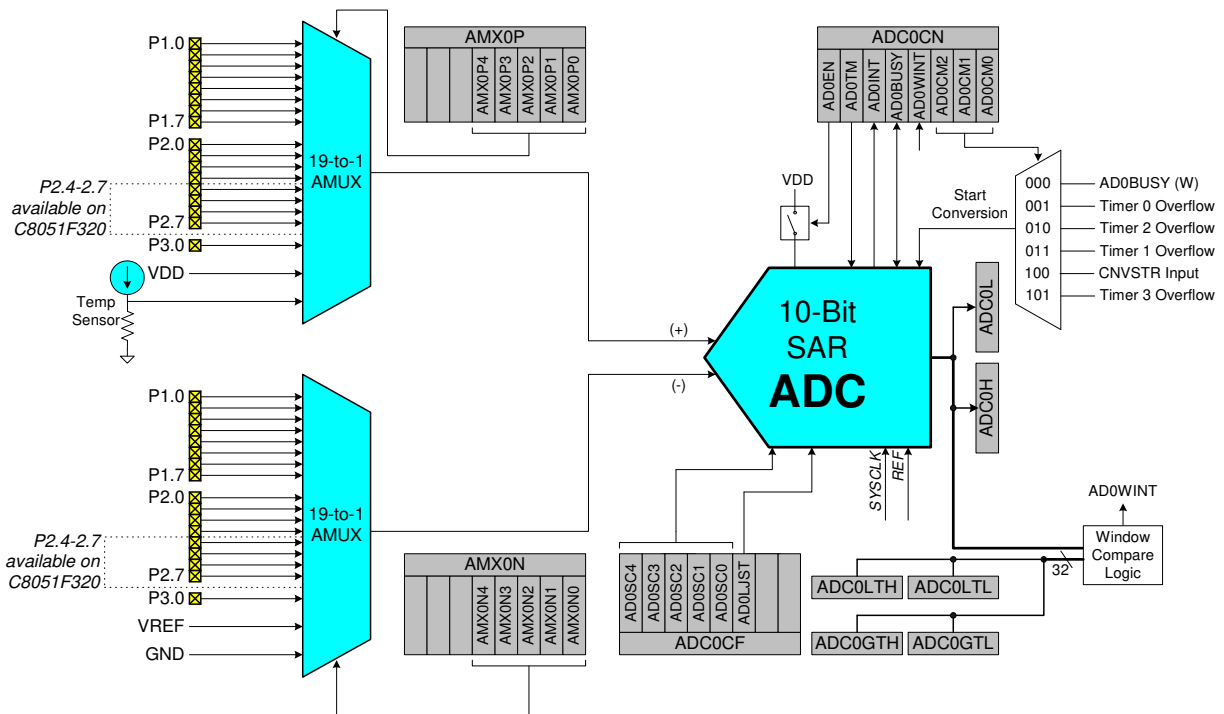 P1.0
P1.7
P2.0
P2.4-2.7
available on
C8051F320
P2.7
P3.0
VDD
Temp
Sensor
19-to-1
AMUX
AMX0P
AMX0P4
AMX0P3
AMX0P2
AMX0P1
AMX0P0
ADC0CN
AD0EN
AD0TM
AD0INT
AD0BUSY
AD0WINT
AD0CM2
AD0CM1
AD0CM0
VDD
Start
Conversion
000
AD0BUSY (W)
001
Timer 0 Overflow
010
Timer 2 Overflow
011
Timer 1 Overflow
100
CNVSTR Input
101
Timer 3 Overflow
(+)
(-)
10-Bit
SAR
ADC
ADC0L
ADC0H
SYSCLK
REF
P1.0
P1.7
P2.0
P2.4-2.7
available on
C8051F320
P2.7
P3.0
VREF
GND
19-to-1
AMUX
AMX0N
AMX0N4
AMX0N3
AMX0N2
AMX0N1
AMX0N0
AD0SC4
AD0SC3
AD0SC2
AD0SC1
AD0SC0
AD0LJST
ADC0CF
AD0WINT
Window
Compare
Logic
32
ADC0LTH
ADC0LTL
ADC0GTH
ADC0GTL